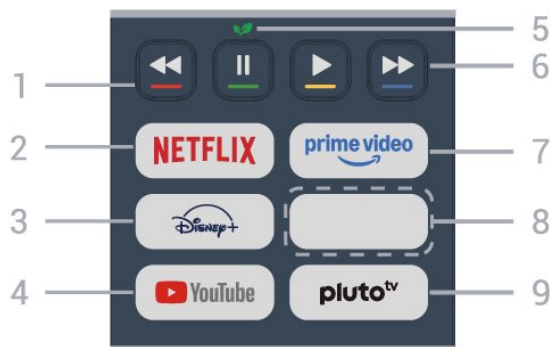 5
1 6
2 NETFLIX prime video 7
3 Disney+ 8
4 YouTube pluto tv 9